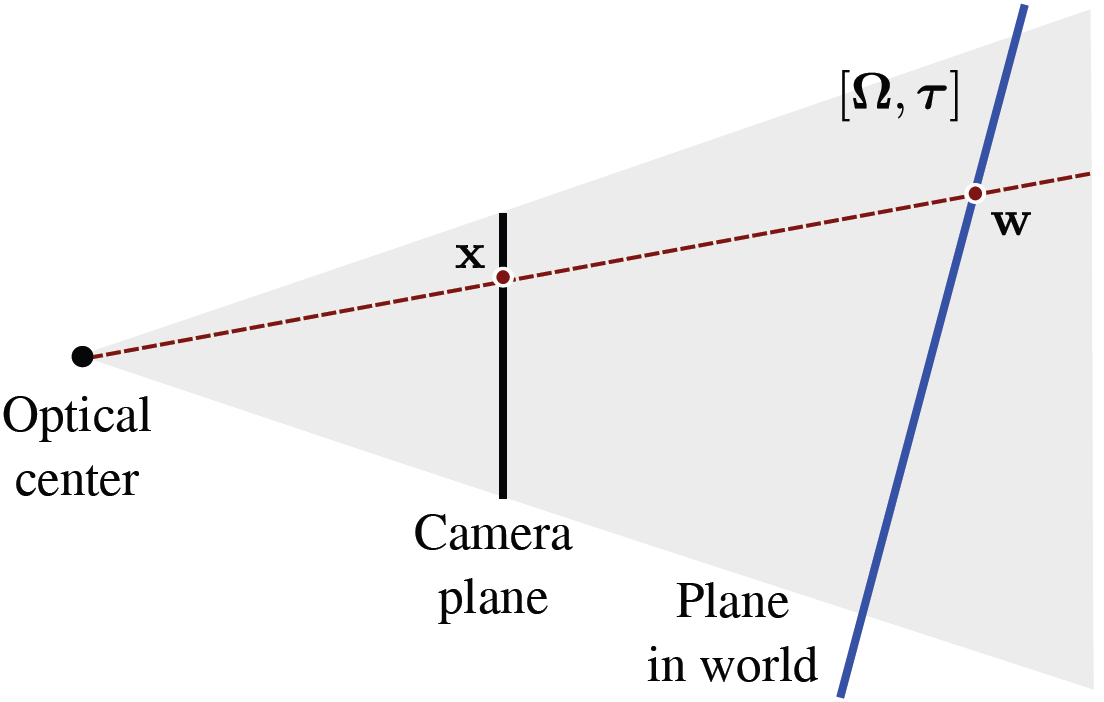 [Ω, τ]
x
w
Optical
center
Camera
plane
Plane
in world